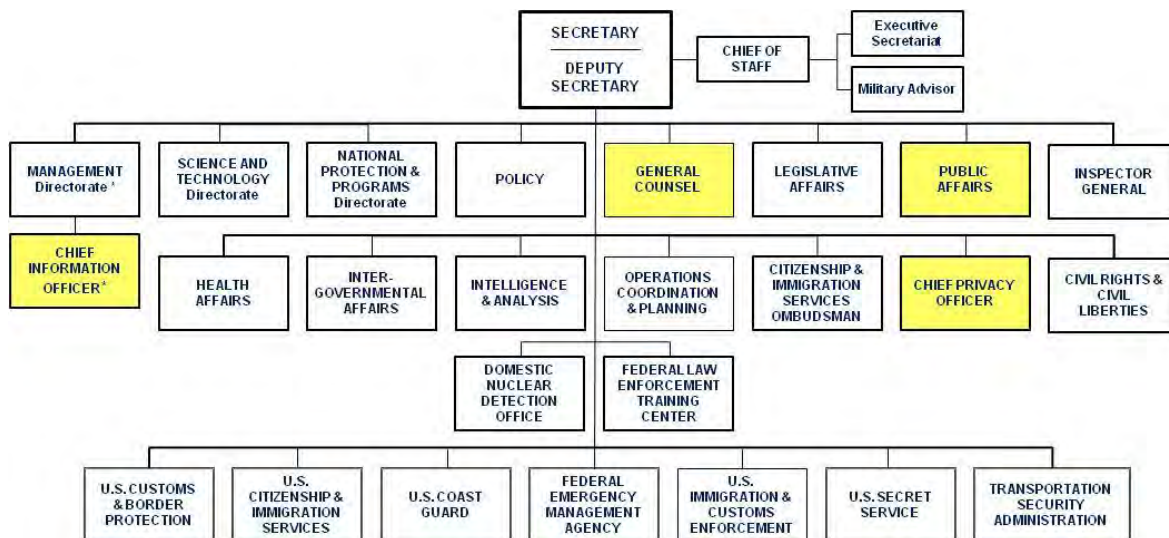 SECRETARY
DEPUTY
SECRETARY
CHIEF OF
STAFF
Executive
Secretariat
Military Advisor
MANAGEMENT
Directorate *
SCIENCE AND
TECHNOLOGY
Directorate
NATIONAL
PROTECTION &
PROGRAMS
Directorate
POLICY
GENERAL
COUNSEL
LEGISLATIVE
AFFAIRS
PUBLIC
AFFAIRS
INSPECTOR
GENERAL
CHIEF
INFORMATION
OFFICER*
HEALTH
AFFAIRS
INTER-
GOVERNMENTAL
AFFAIRS
INTELLIGENCE
& ANALYSIS
OPERATIONS
COORDINATION
& PLANNING
CITIZENSHIP &
IMMIGRATION
SERVICES
OMBUDSMAN
CHIEF PRIVACY
OFFICER
CIVIL RIGHTS &
CIVIL
LIBERTIES
DOMESTIC
NUCLEAR
DETECTION
OFFICE
FEDERAL LAW
ENFORCEMENT
TRAINING
CENTER
U.S. CUSTOMS
& BORDER
PROTECTION
U.S.
CITIZENSHIP &
IMMIGRATION
SERVICES
U.S. COAST
GUARD
FEDERAL
EMERGENCY
MANAGEMENT
AGENCY
U.S.
IMMIGRATION &
CUSTOMS
ENFORCEMENT
U.S. SECRET
SERVICE
TRANSPORTATION
SECURITY
ADMINISTRATION